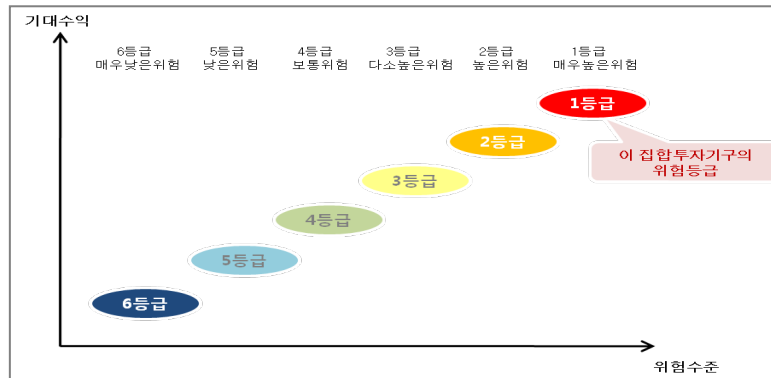 기대수익
6등급
매우낮은위험
5등급
낮은위험
4등급
보통위험
3등급
다소높은위험
2등급
높은위험
1등급
매우높은위험
1등급
2등급
이 집합투자기구의
위험등급
3등급
4등급
5등급
6등급
위험수준